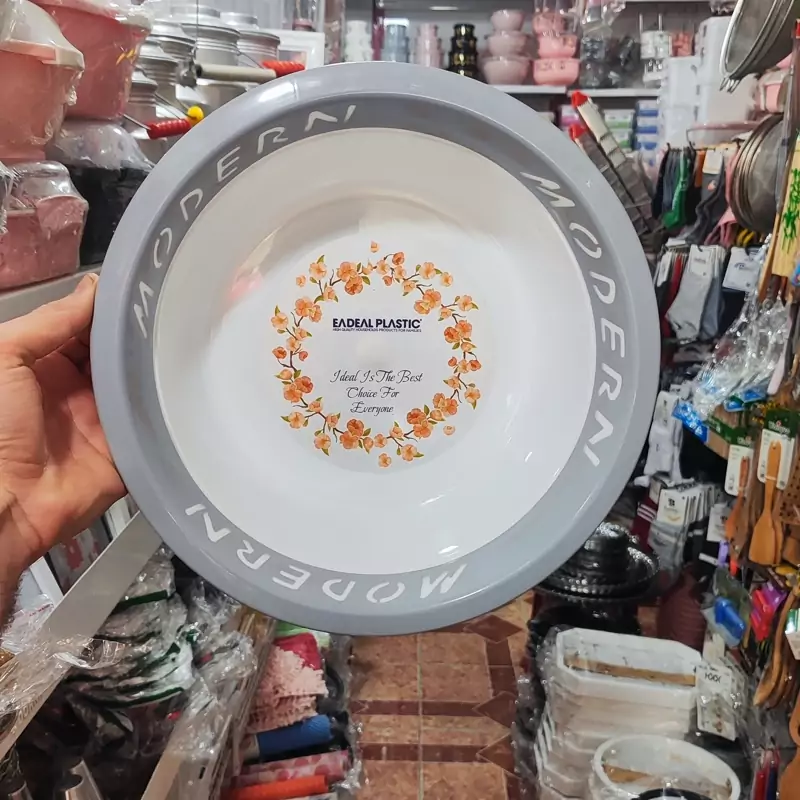 MODERN
MODERN
MODERN
EADEAL PLASTIC
HIGH QUALITY HOUSEHOLD PRODUCTS FOR FAMILIES
Ideal Is The Best
Choice For
Everyone